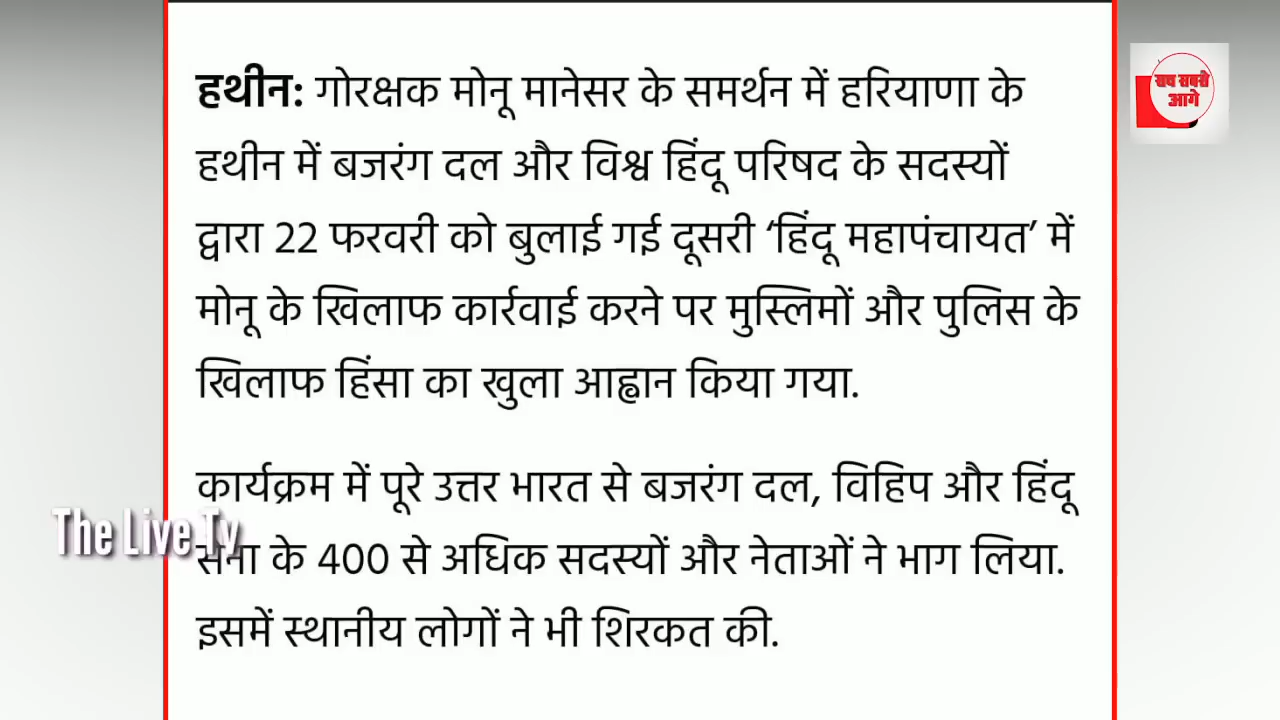 हथीन: गोरक्षक मोनू मानेसर के समर्थन में हरियाणा के
हथीन में बजरंग दल और विश्व हिंदू परिषद के सदस्यों
द्वारा 22 फरवरी को बुलाई गई दूसरी ‘हिंदू महापंचायत’ में
मोनू के खिलाफ कार्रवाई करने पर मुस्लिमों और पुलिस के
खिलाफ हिंसा का खुला आह्वान किया गया.
कार्यक्रम में पूरे उत्तर भारत से बजरंग दल, विहिप और हिंदू
सेना के 400 से अधिक सदस्यों और नेताओं ने भाग लिया.
इसमें स्थानीय लोगों ने भी शिरकत की.
सच सबसे
आगे
The Live Tv